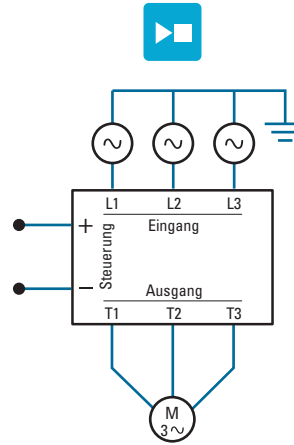 L1 L2 L3
Eingang
+
Steuerung
−
Ausgang
T1 T2 T3
M
3∼